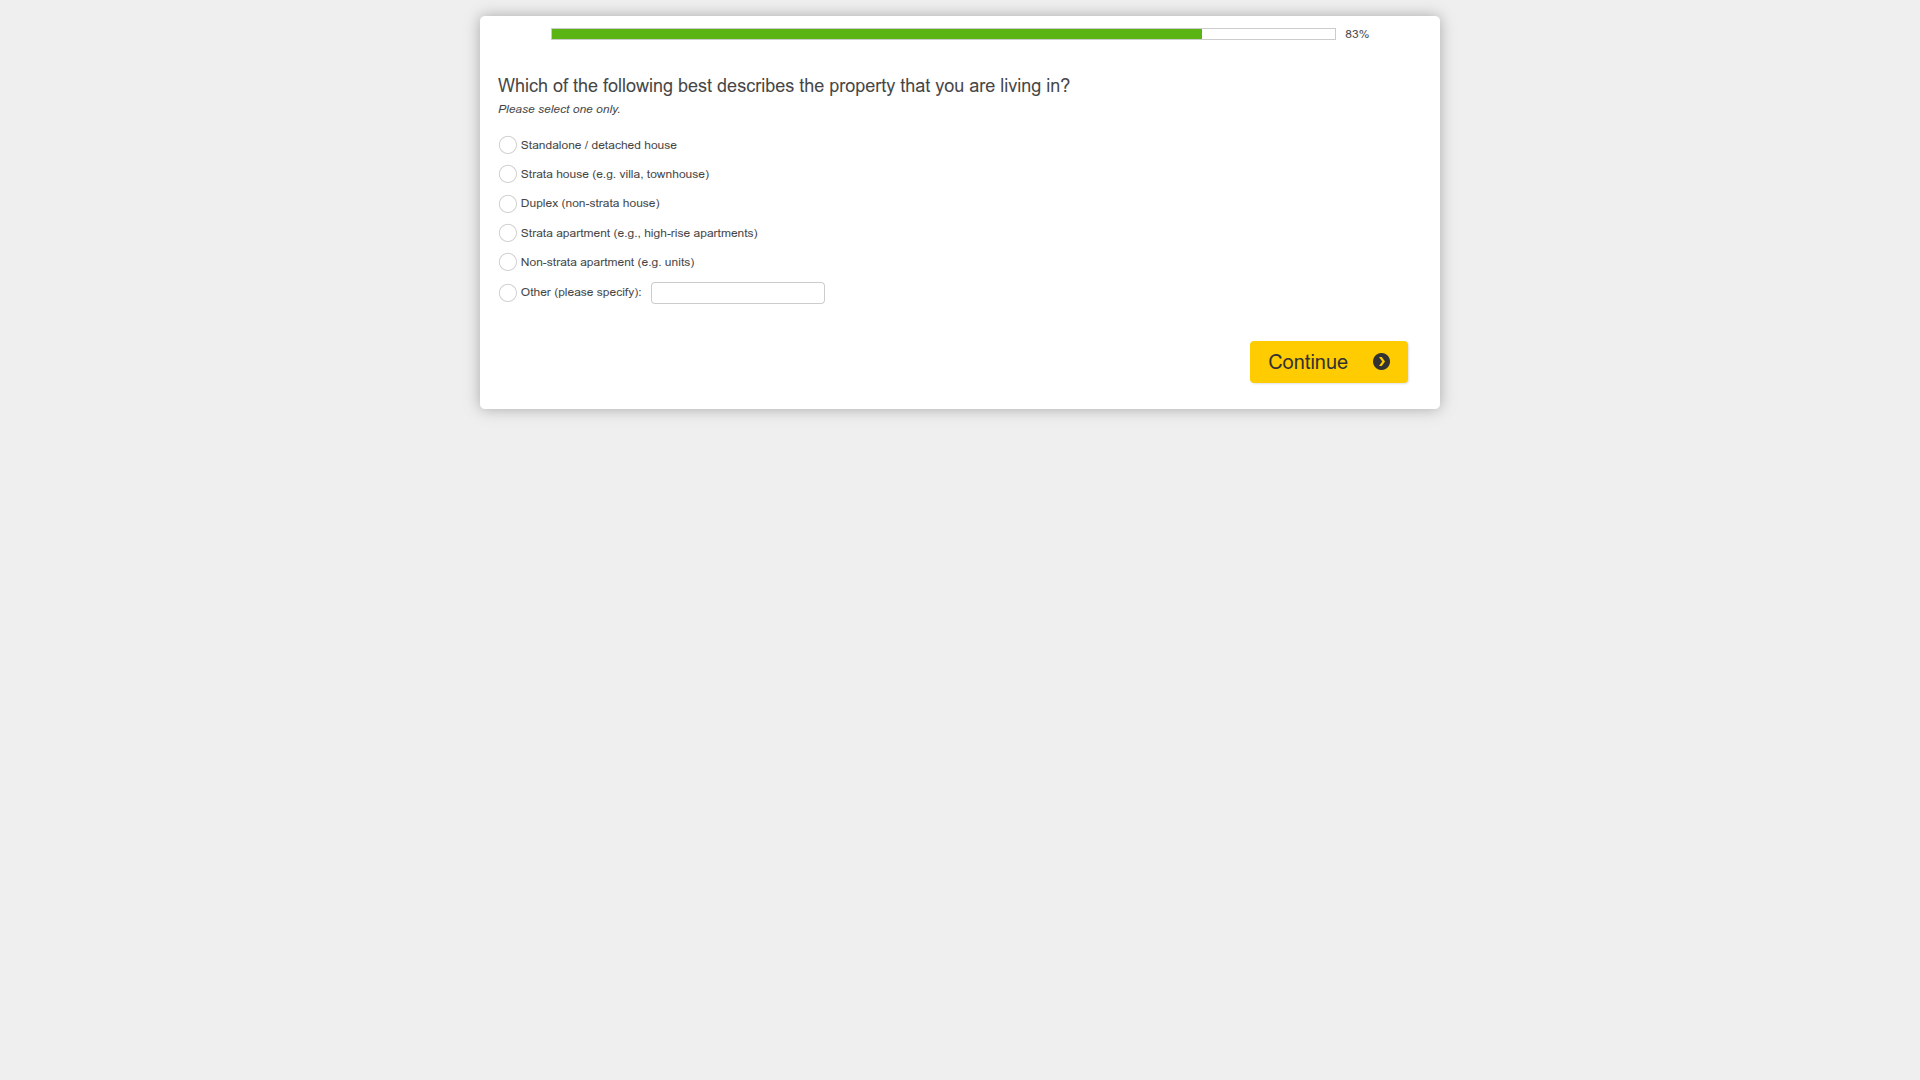 83%
Which of the following best describes the property that you are living in?
Please select one only.
Standalone / detached house
Strata house (e.g. villa, townhouse)
Duplex (non-strata house)
Strata apartment (e.g., high-rise apartments)
Non-strata apartment (e.g. units)
Other (please specify):
Continue